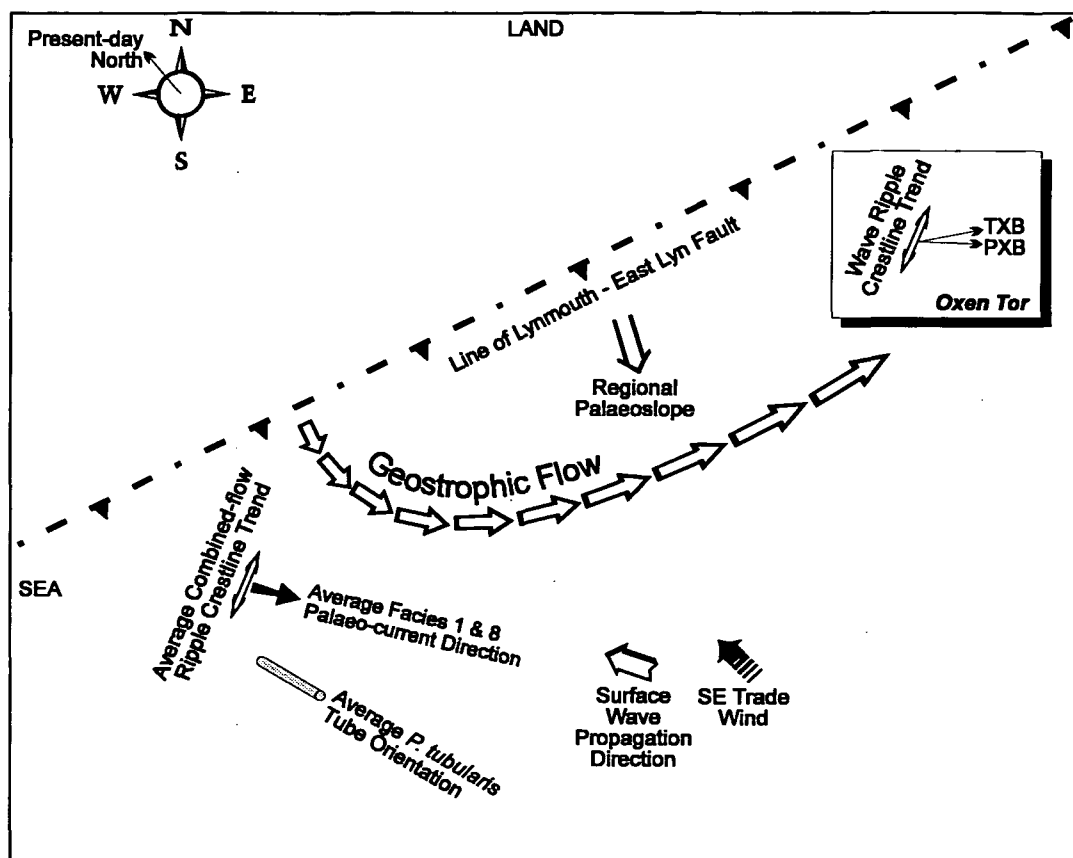 Present-day
North
N
W
E
S
LAND
Wave Ripple
Crestline Trend
TXB
PXB
Oxen Tor
Line of Lynmouth - East Lyn Fault
Regional
Palaeoslope
Geostrophic Flow
SEA
Average Combined-flow
Ripple Crestline Trend
Average Facies 1 & 8
Palaeo-current Direction
Average P. tubularis
Tube Orientation
Surface
Wave
Propagation
Direction
SE Trade
Wind